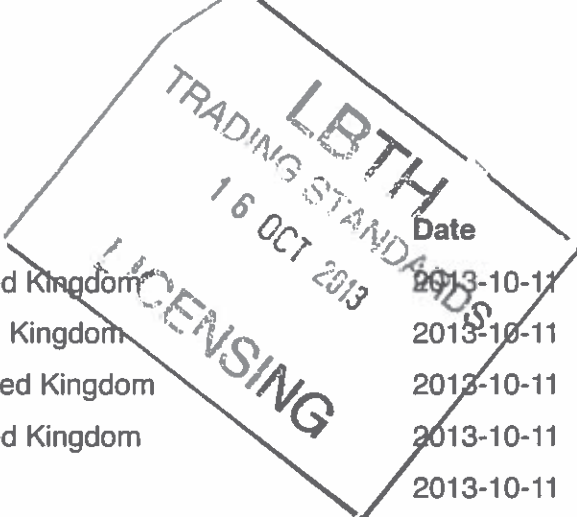 LBTH
TRADING STANDARDS
16 OCT 2013
LICENSING
Date
d Kingdom 2013-10-11
Kingdom 2013-10-11
ed Kingdom 2013-10-11
d Kingdom 2013-10-11
2013-10-11